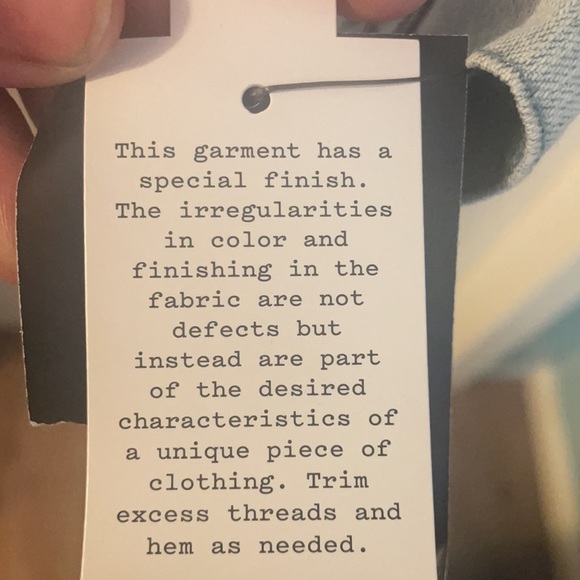 This garment has a
special finish.
The irregularities
in color and
finishing in the
fabric are not
defects but
instead are part
of the desired
characteristics of
a unique piece of
clothing. Trim
excess threads and
hem as needed.